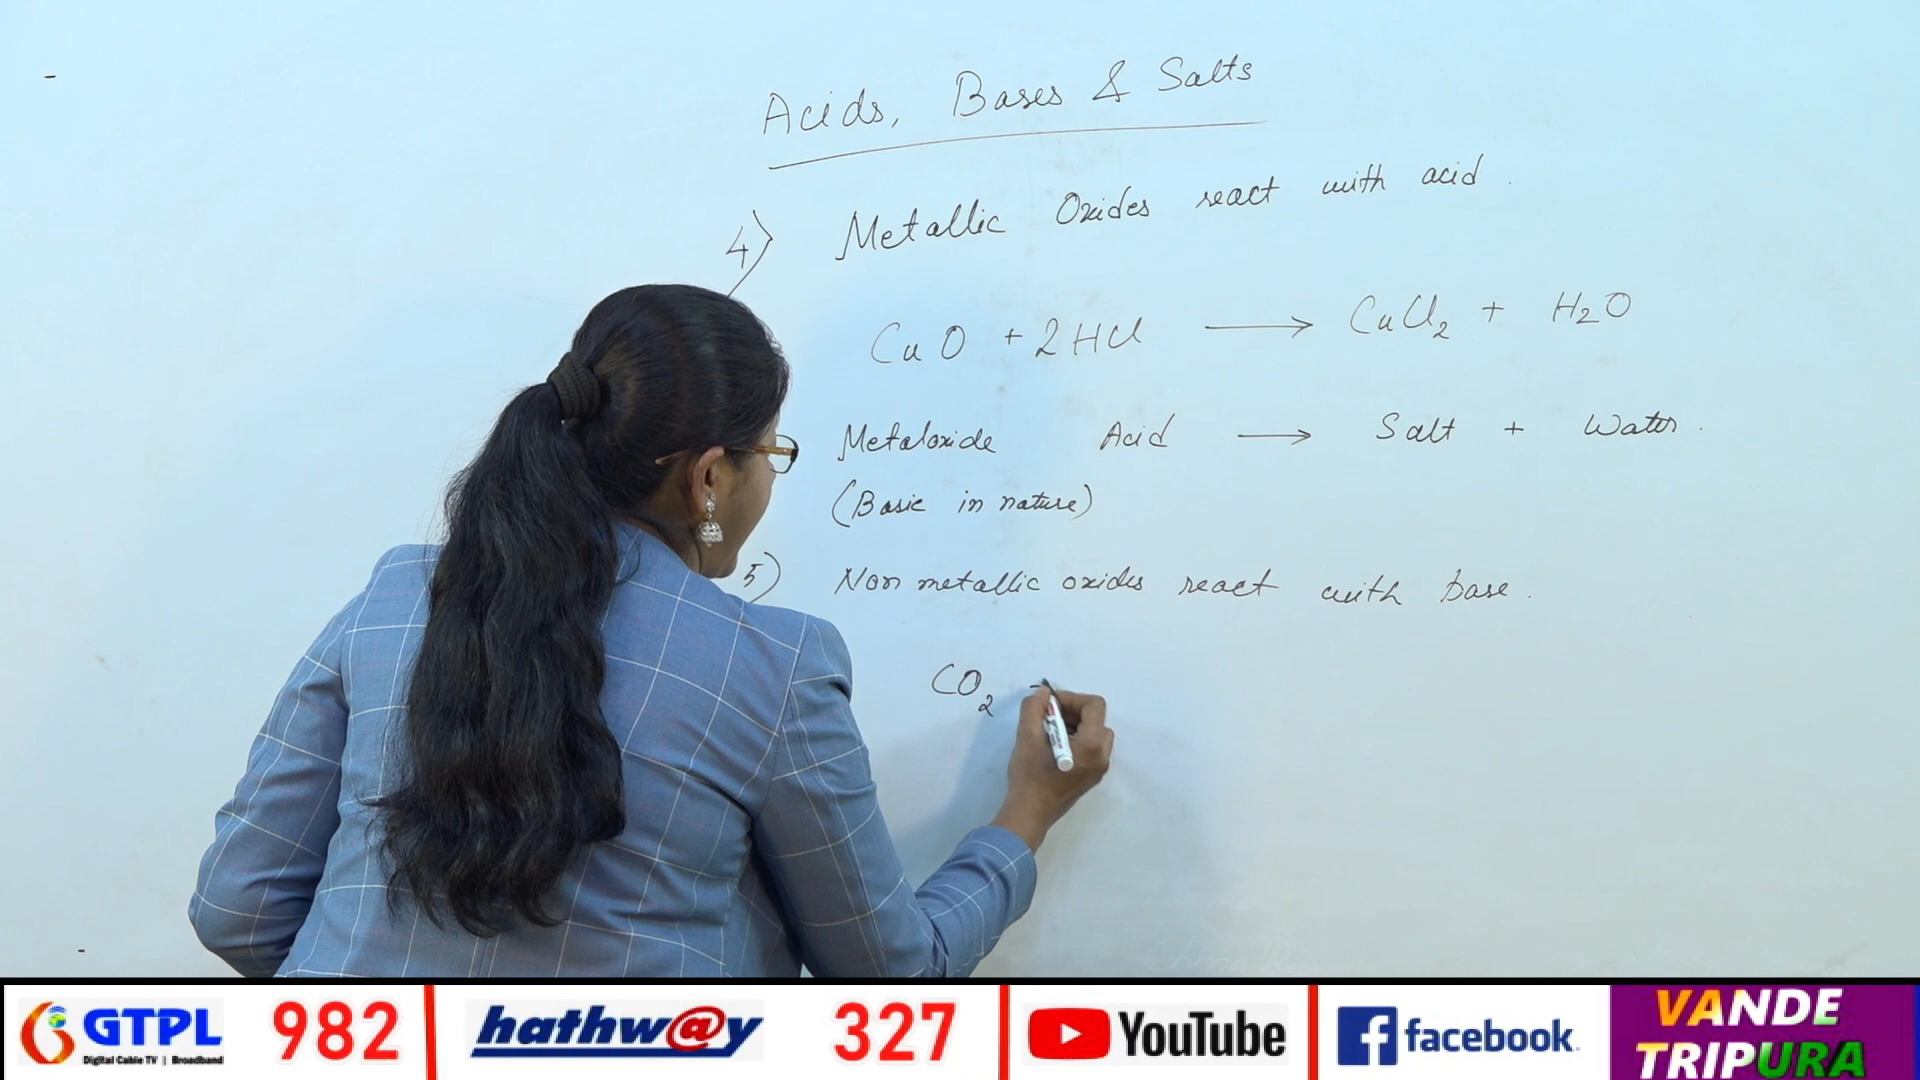 Acids, Bases & Salts
4) Metallic Oxides react with acid.
CuO + 2HCl ⟶ CuCl2 + H2O
Metaloxide Acid ⟶ Salt + Water.
(Basic in nature)
5) Non metallic oxides react with base.
CO2
GTPL 982 hathw@y 327 YouTube facebook VANDE
Digital Cable TV | Broadband TRIPURA